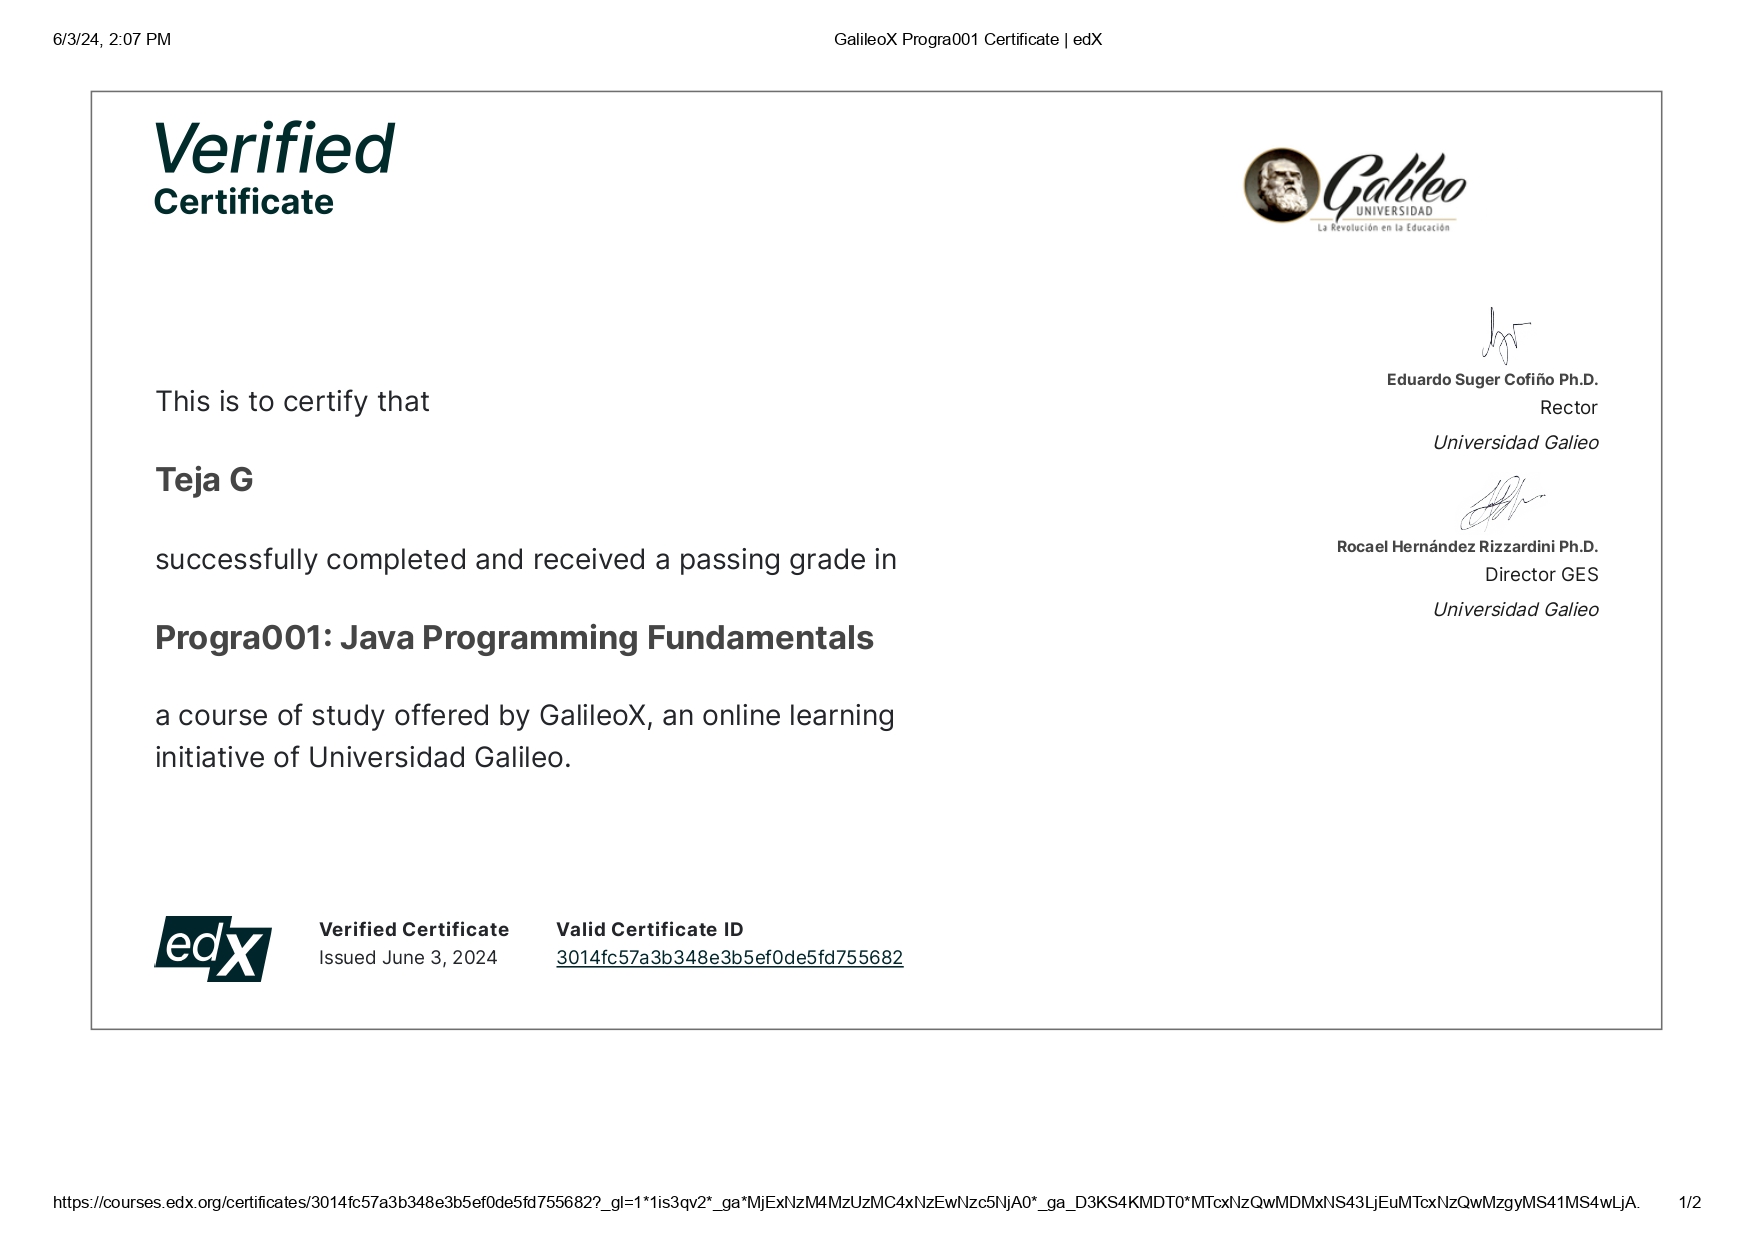 6/3/24, 2:07 PM
GalileoX Progra001 Certificate | edX
Verified
Certificate
Galileo
UNIVERSIDAD
La Revolución en la Educación
This is to certify that
Teja G
successfully completed and received a passing grade in
Progra001: Java Programming Fundamentals
a course of study offered by GalileoX, an online learning
initiative of Universidad Galileo.
Eduardo Suger Cofiño Ph.D.
Rector
Universidad Galieo
Rocael Hernández Rizzardini Ph.D.
Director GES
Universidad Galieo
edX
Verified Certificate
Issued June 3, 2024
Valid Certificate ID
3014fc57a3b348e3b5ef0de5fd755682
https://courses.edx.org/certificates/3014fc57a3b348e3b5ef0de5fd755682?_gl=1*1is3qv2*_ga*MjExNzM4MzUzMC4xNzEwNzc5NjA0*_ga_D3KS4KMDT0*MTcxNzQwMDMxNS43LjEuMTcxNzQwMzgyMS41MS4wLjA.
1/2